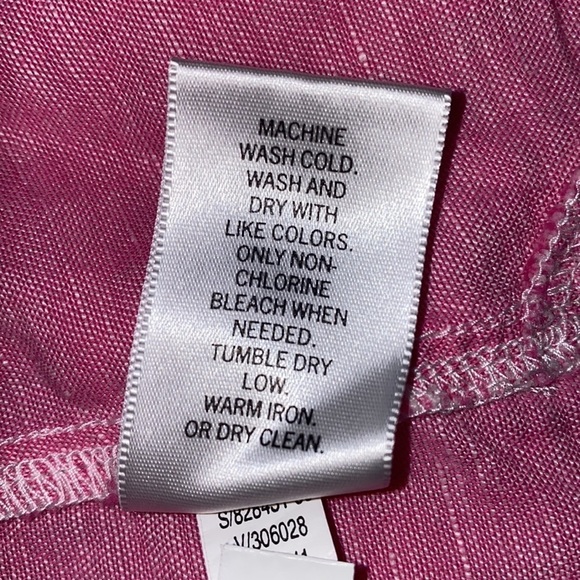 MACHINE
WASH COLD.
WASH AND
DRY WITH
LIKE COLORS.
ONLY NON-
CHLORINE
BLEACH WHEN
NEEDED.
TUMBLE DRY
LOW.
WARM IRON.
OR DRY CLEAN.
V/306028